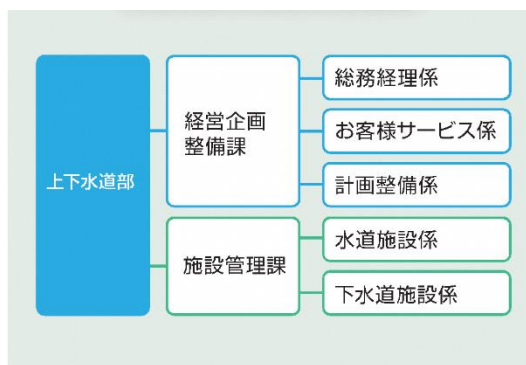 上下水道部
経営企画
整備課
総務経理係
お客様サービス係
計画整備係
施設管理課
水道施設係
下水道施設係